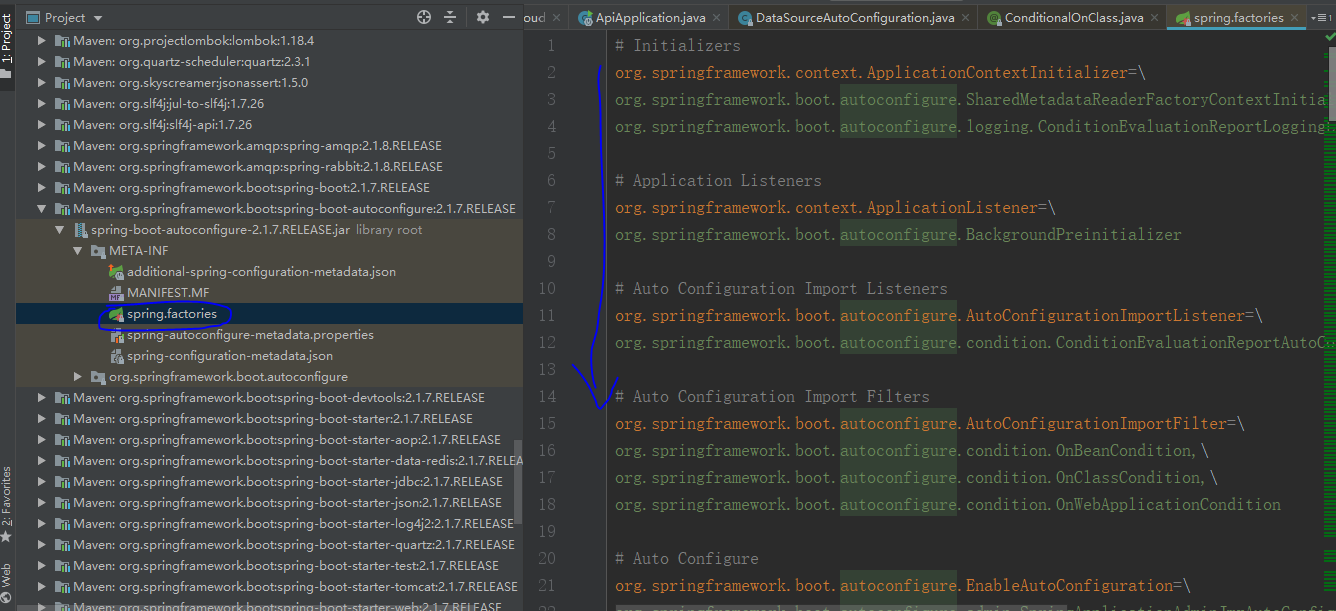 1: Project
2: Favorites
Web
Project
Maven: org.projectlombok:lombok:1.18.4
Maven: org.quartz-scheduler:quartz:2.3.1
Maven: org.skyscreamer:jsonassert:1.5.0
Maven: org.slf4j:jul-to-slf4j:1.7.26
Maven: org.slf4j:slf4j-api:1.7.26
Maven: org.springframework.amqp:spring-amqp:2.1.8.RELEASE
Maven: org.springframework.amqp:spring-rabbit:2.1.8.RELEASE
Maven: org.springframework.boot:spring-boot:2.1.7.RELEASE
Maven: org.springframework.boot:spring-boot-autoconfigure:2.1.7.RELEASE
spring-boot-autoconfigure-2.1.7.RELEASE.jar library root
META-INF
additional-spring-configuration-metadata.json
MANIFEST.MF
spring.factories
spring-autoconfigure-metadata.properties
spring-configuration-metadata.json
org.springframework.boot.autoconfigure
Maven: org.springframework.boot:spring-boot-devtools:2.1.7.RELEASE
Maven: org.springframework.boot:spring-boot-starter:2.1.7.RELEASE
Maven: org.springframework.boot:spring-boot-starter-aop:2.1.7.RELEASE
Maven: org.springframework.boot:spring-boot-starter-data-redis:2.1.7.RELEA
Maven: org.springframework.boot:spring-boot-starter-jdbc:2.1.7.RELEASE
Maven: org.springframework.boot:spring-boot-starter-json:2.1.7.RELEASE
Maven: org.springframework.boot:spring-boot-starter-log4j2:2.1.7.RELEASE
Maven: org.springframework.boot:spring-boot-starter-quartz:2.1.7.RELEASE
Maven: org.springframework.boot:spring-boot-starter-test:2.1.7.RELEASE
Maven: org.springframework.boot:spring-boot-starter-tomcat:2.1.7.RELEASE
Maven: org.springframework.boot:spring-boot-starter-web:2.1.7.RELEASE
oud ApiApplication.java DataSourceAutoConfiguration.java ConditionalOnClass.java spring.factories 1
1 # Initializers
2 org.springframework.context.ApplicationContextInitializer=\
3 org.springframework.boot.autoconfigure.SharedMetadataReaderFactoryContextInitia
4 org.springframework.boot.autoconfigure.logging.ConditionEvaluationReportLogging
5
6 # Application Listeners
7 org.springframework.context.ApplicationListener=\
8 org.springframework.boot.autoconfigure.BackgroundPreinitializer
9
10 # Auto Configuration Import Listeners
11 org.springframework.boot.autoconfigure.AutoConfigurationImportListener=\
12 org.springframework.boot.autoconfigure.condition.ConditionEvaluationReportAutoCo
13
14 # Auto Configuration Import Filters
15 org.springframework.boot.autoconfigure.AutoConfigurationImportFilter=\
16 org.springframework.boot.autoconfigure.condition.OnBeanCondition,\
17 org.springframework.boot.autoconfigure.condition.OnClassCondition,\
18 org.springframework.boot.autoconfigure.condition.OnWebApplicationCondition
19
20 # Auto Configure
21 org.springframework.boot.autoconfigure.EnableAutoConfiguration=\